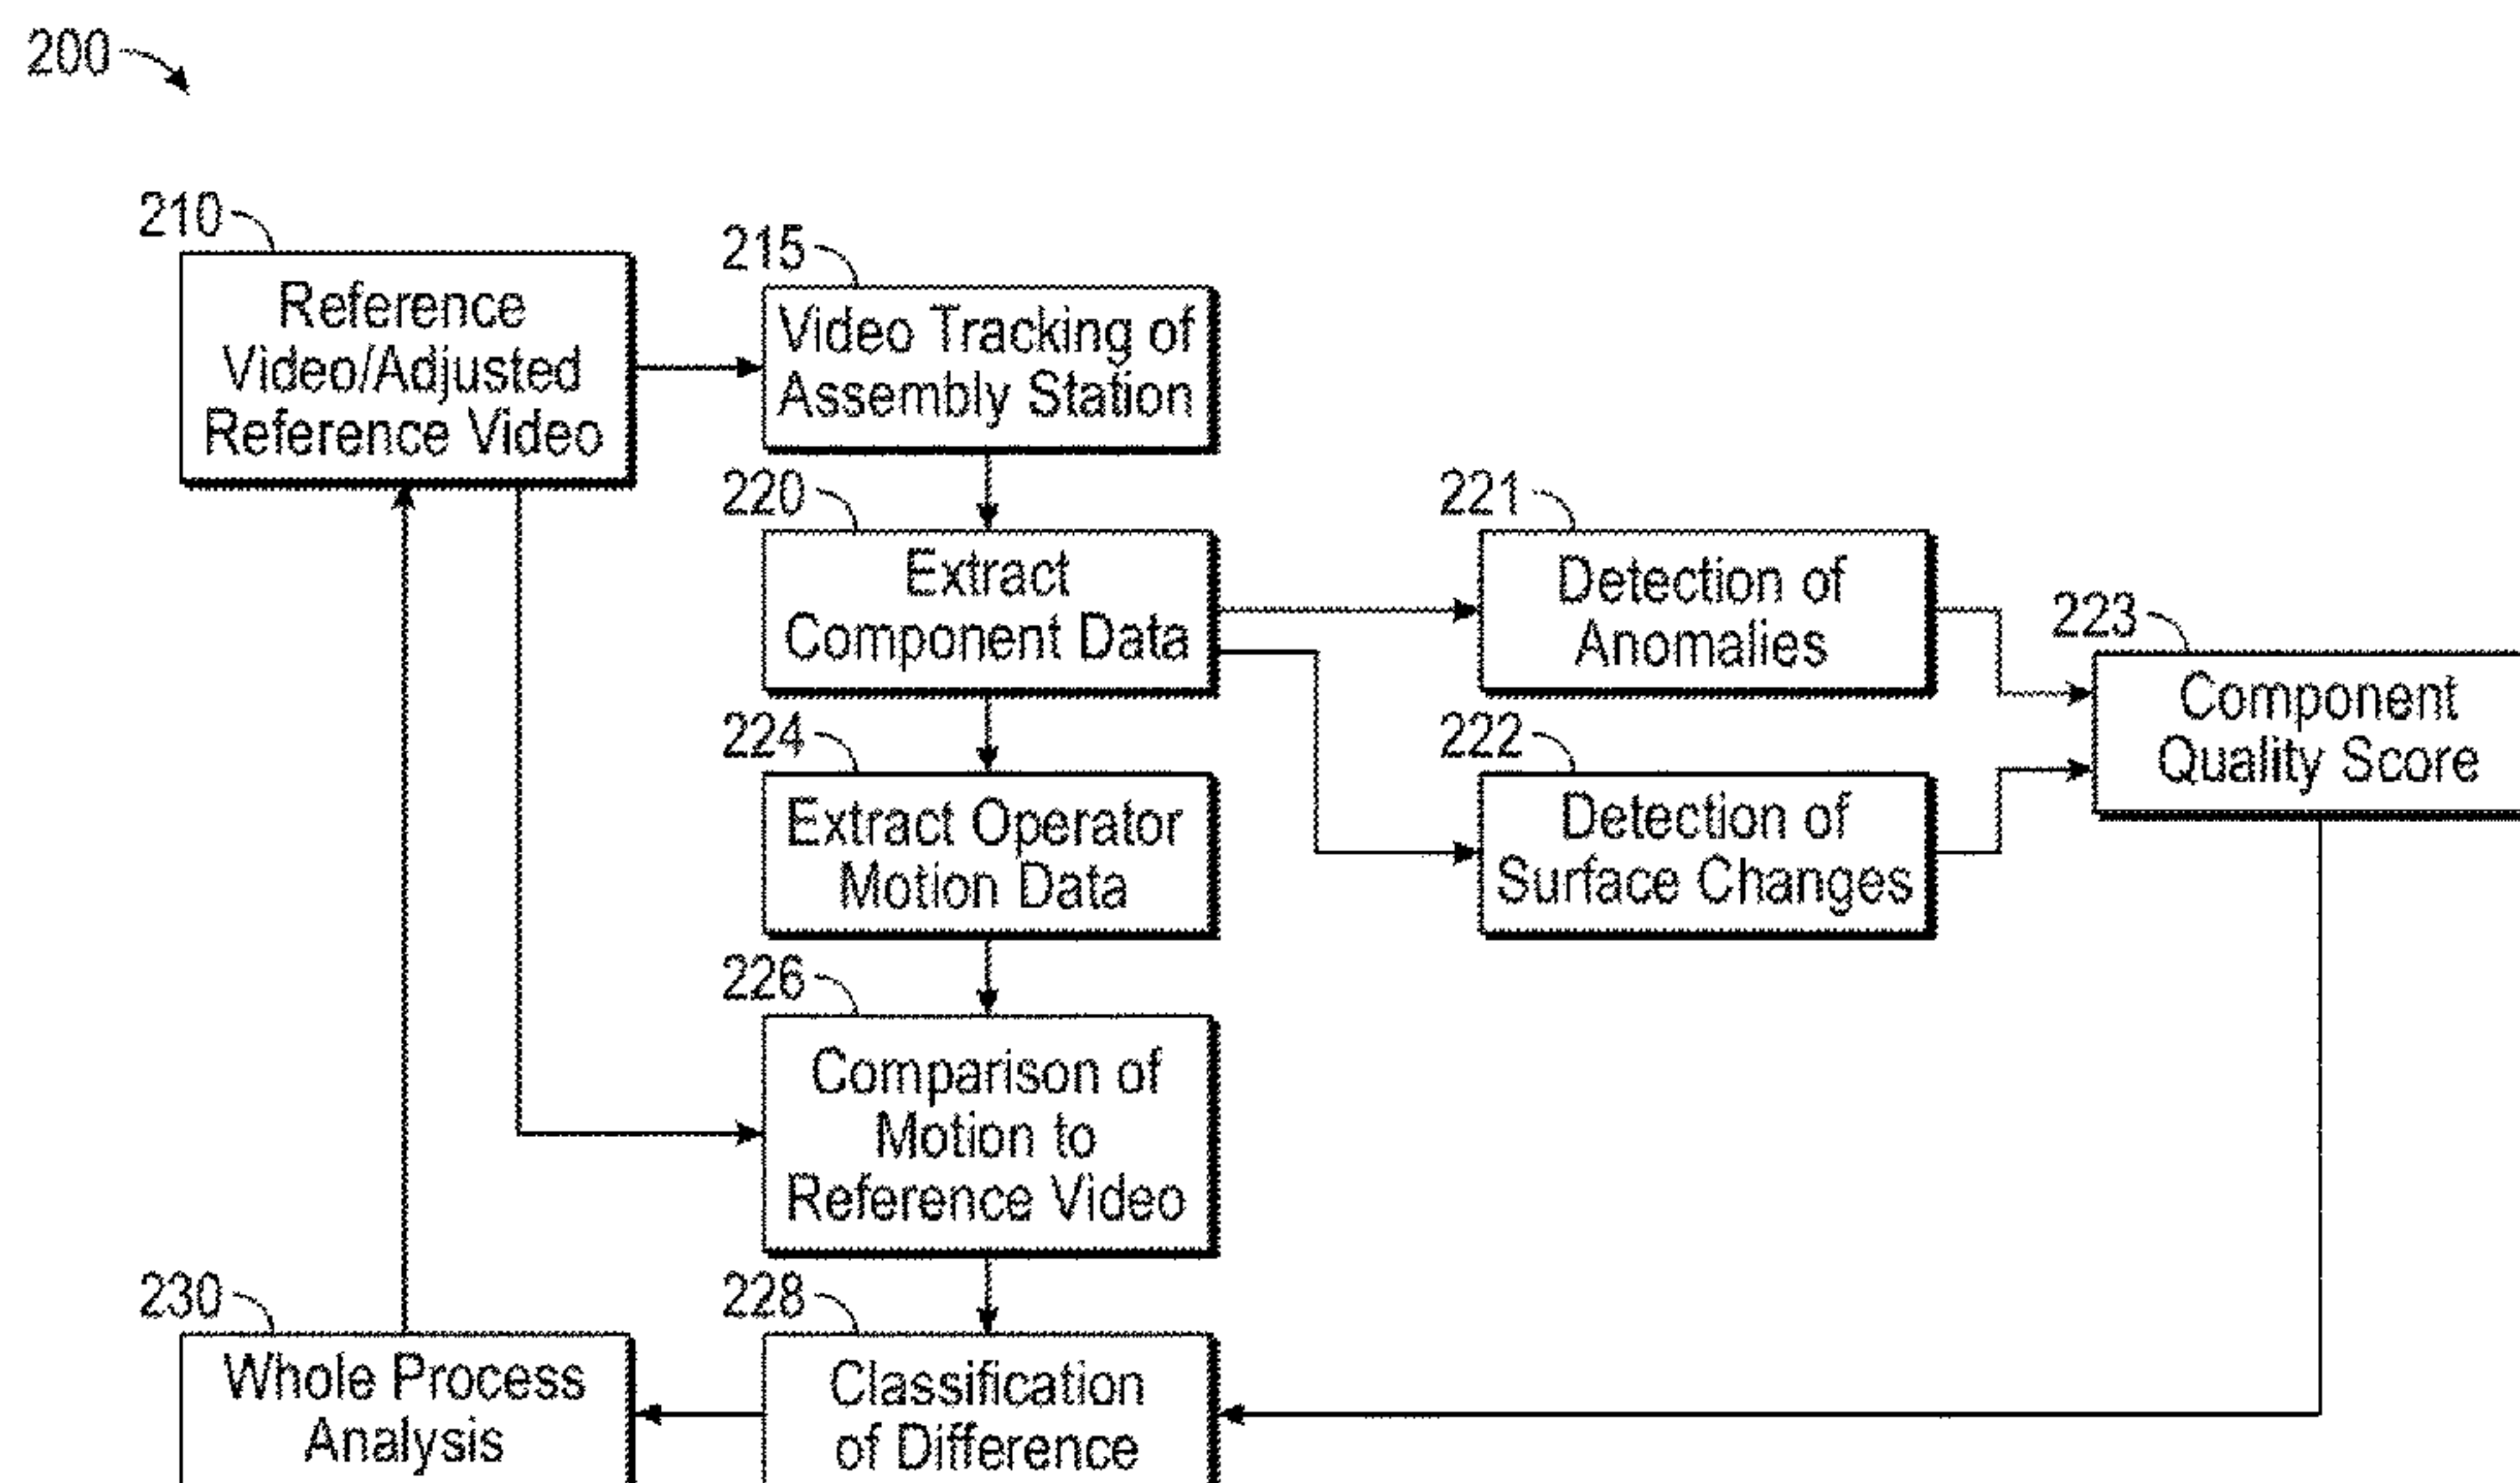 200
210
Reference
Video/Adjusted
Reference Video
215
Video Tracking of
Assembly Station
220
Extract
Component Data
221
Detection of
Anomalies
223
Component
Quality Score
224
Extract Operator
Motion Data
222
Detection of
Surface Changes
226
Comparison of
Motion to
Reference Video
230
Whole Process
Analysis
228
Classification
of Difference